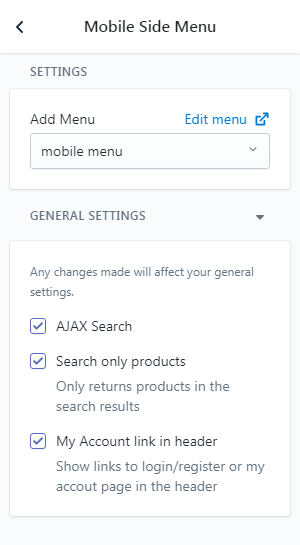 Mobile Side Menu
SETTINGS
Add Menu Edit menu
mobile menu
GENERAL SETTINGS
Any changes made will affect your general
settings.
AJAX Search
Search only products
Only returns products in the
search results
My Account link in header
Show links to login/register or my
accout page in the header